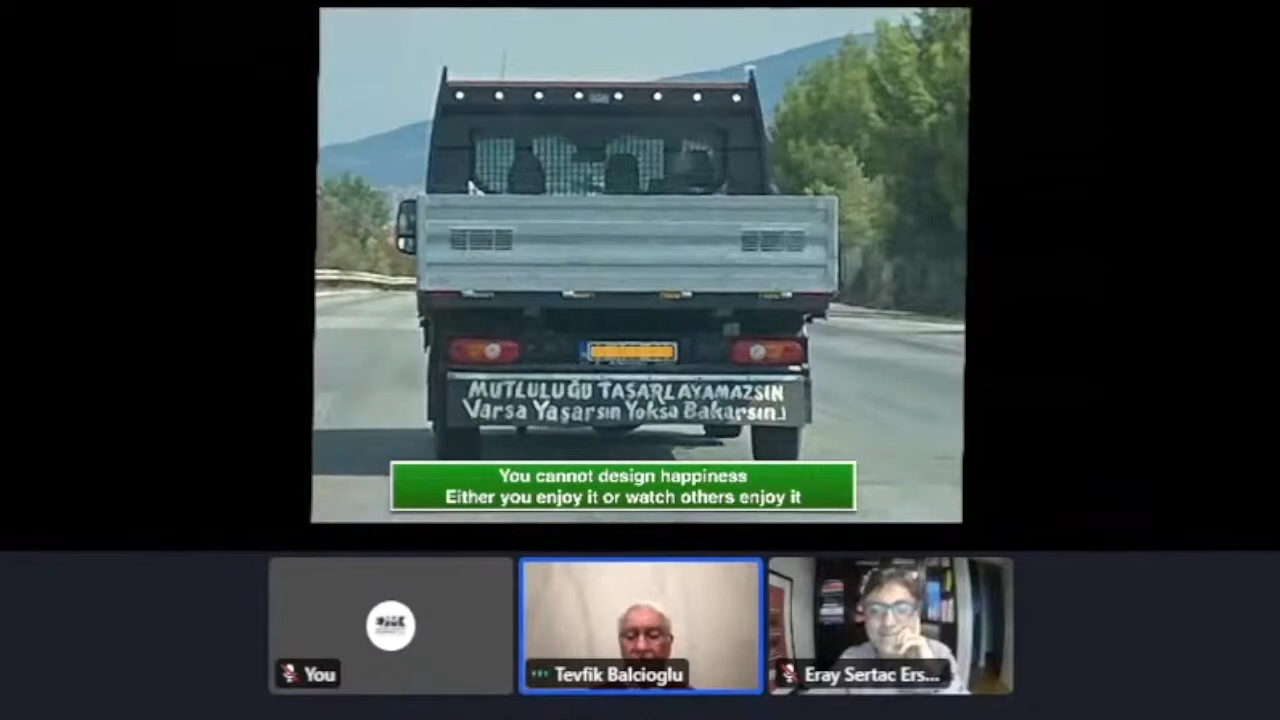 MUTLULUĞU TASARLAYAMAZSIN
Varsa Yaşarsın Yoksa Bakarsın
You cannot design happiness
Either you enjoy it or watch others enjoy it
You
Tevfik Balcioglu
Eray Sertac Ers...